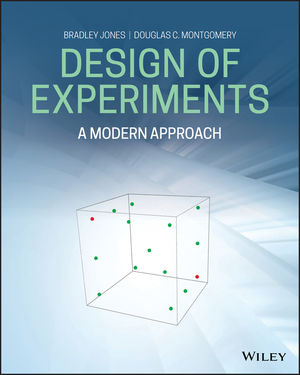 BRADLEY JONES | DOUGLAS C. MONTGOMERY
DESIGN OF
EXPERIMENTS
A MODERN APPROACH
WILEY